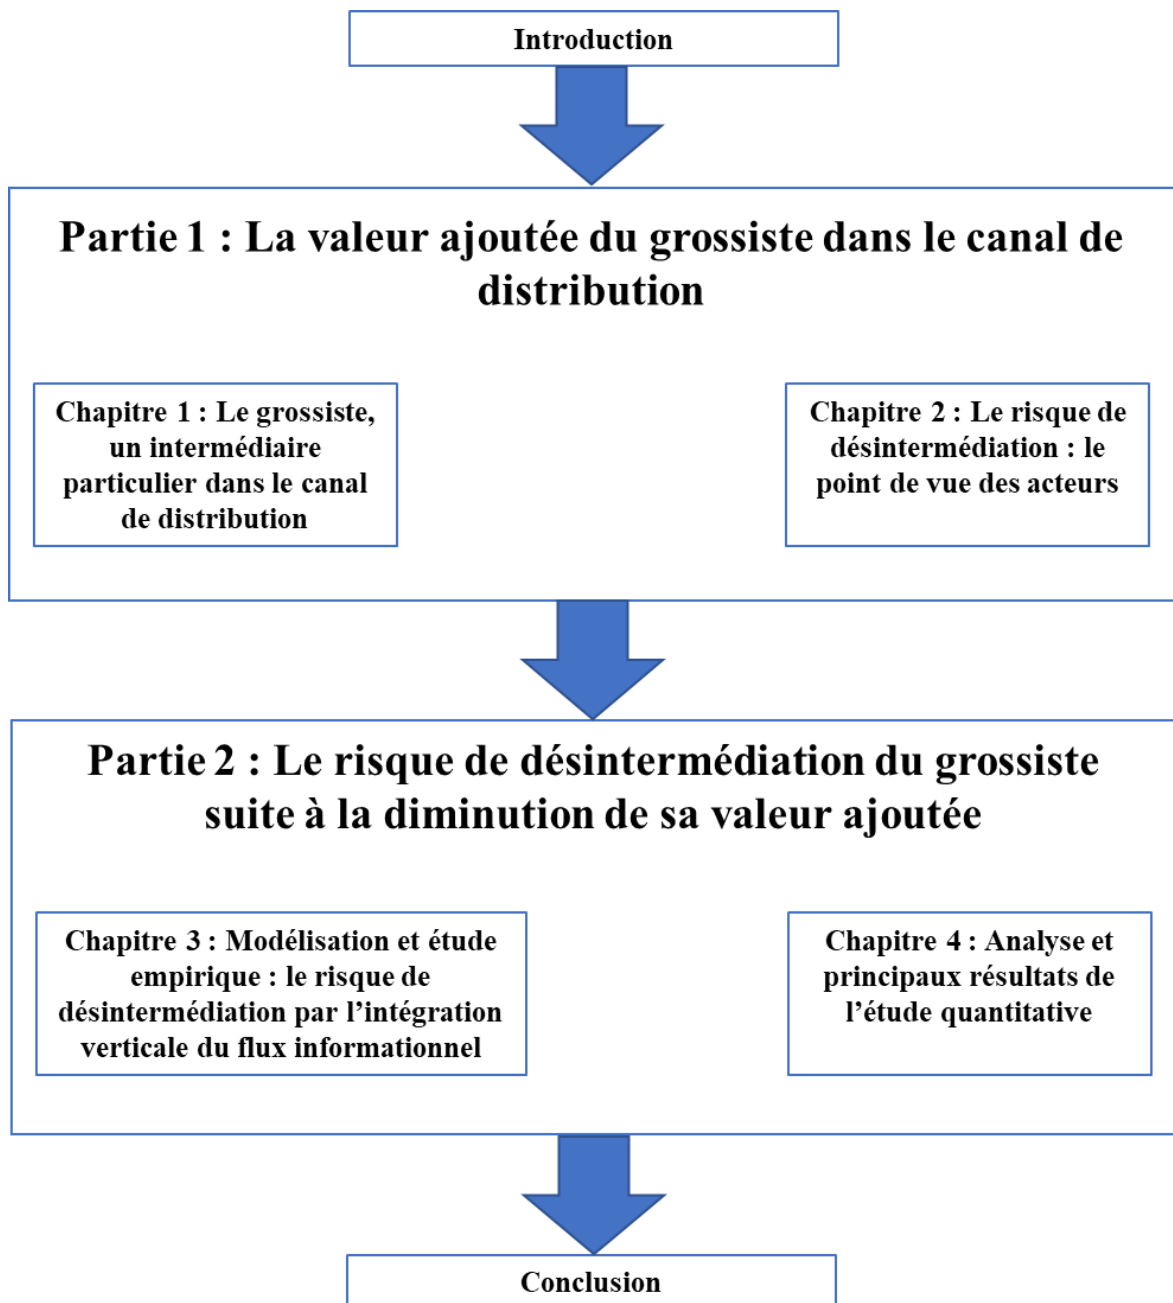 Introduction
Partie 1 : La valeur ajoutée du grossiste dans le canal de
distribution
Chapitre 1 : Le grossiste,
un intermédiaire
particulier dans le canal
de distribution
Chapitre 2 : Le risque de
désintermédiation : le
point de vue des acteurs
Partie 2 : Le risque de désintermédiation du grossiste
suite à la diminution de sa valeur ajoutée
Chapitre 3 : Modélisation et étude
empirique : le risque de
désintermédiation par l’intégration
verticale du flux informationnel
Chapitre 4 : Analyse et
principaux résultats de
l’étude quantitative
Conclusion